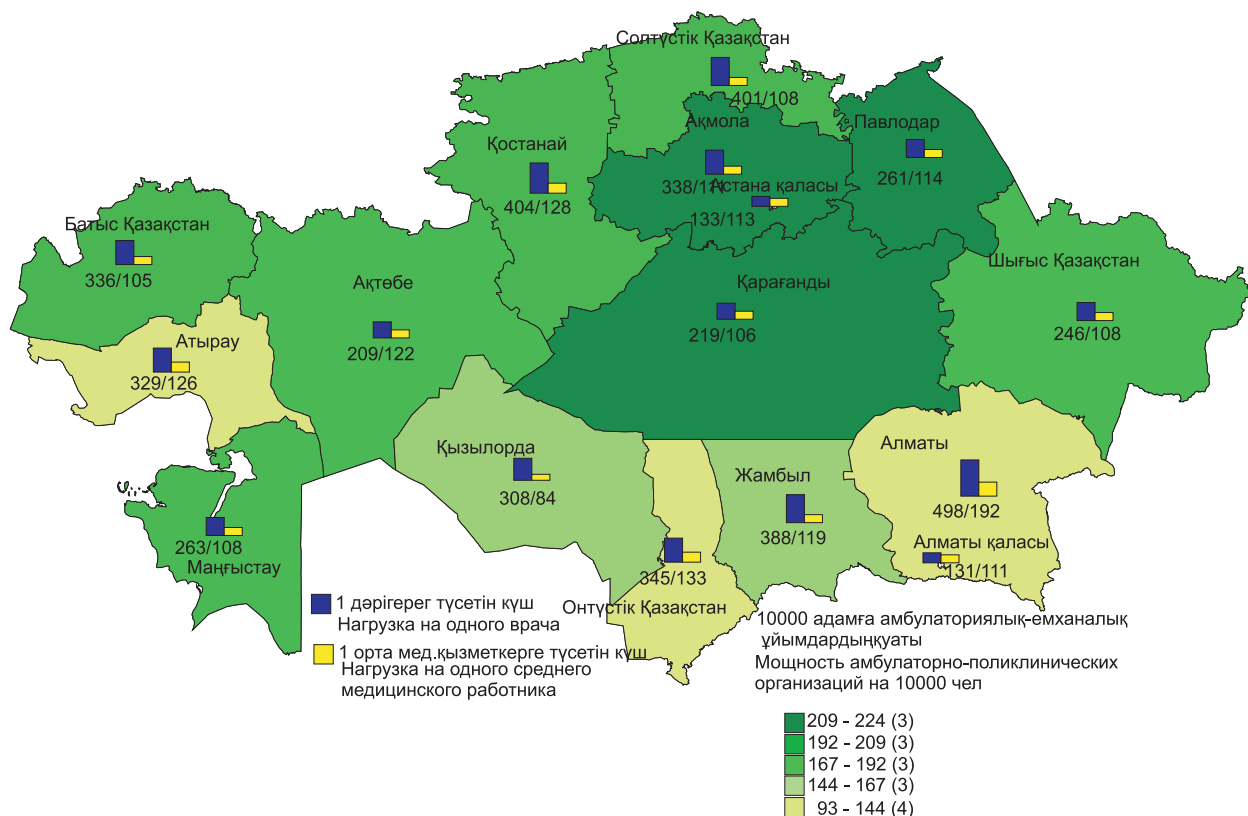 Солтүстік Қазақстан
401/108
Ақмола
Павлодар
Қостанай
338/111
261/114
Астана қаласы
404/128
133/113
Батыс Қазақстан
336/105
Ақтөбе
Қарағанды
Шығыс Қазақстан
Атырау
209/122
219/106
246/108
329/126
Қызылорда
Жамбыл
Алматы
308/84
498/192
388/119
Алматы қаласы
263/108
345/133
131/111
Маңғыстау
Онтүстік Қазақстан
1 дәрігерег түсетін күш
Нагрузка на одного врача
1 орта мед.қызметкерге түсетін күш
Нагрузка на одного среднего
медицинского работника
10000 адамға амбулаториялық-емханалық
ұйымдардыңқуаты
Мощность амбулаторно-поликлинических
организаций на 10000 чел
209 - 224 (3)
192 - 209 (3)
167 - 192 (3)
144 - 167 (3)
93 - 144 (4)